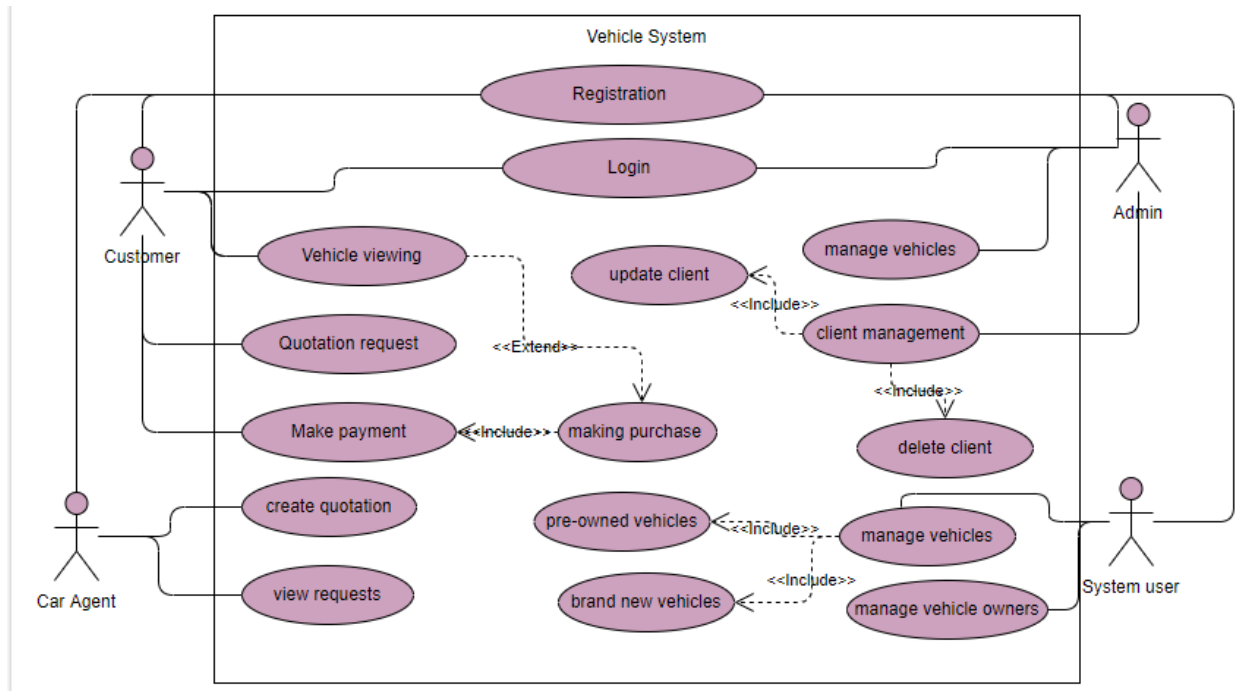 Vehicle System
Registration
Login
Customer
Admin
Vehicle viewing
manage vehicles
update client
<<Include>>
client management
Quotation request
<<Extend>>
<<Include>>
Make payment
<<Include>>
making purchase
delete client
create quotation
pre-owned vehicles
<<Include>>
manage vehicles
<<Include>>
System user
Car Agent
view requests
brand new vehicles
manage vehicle owners